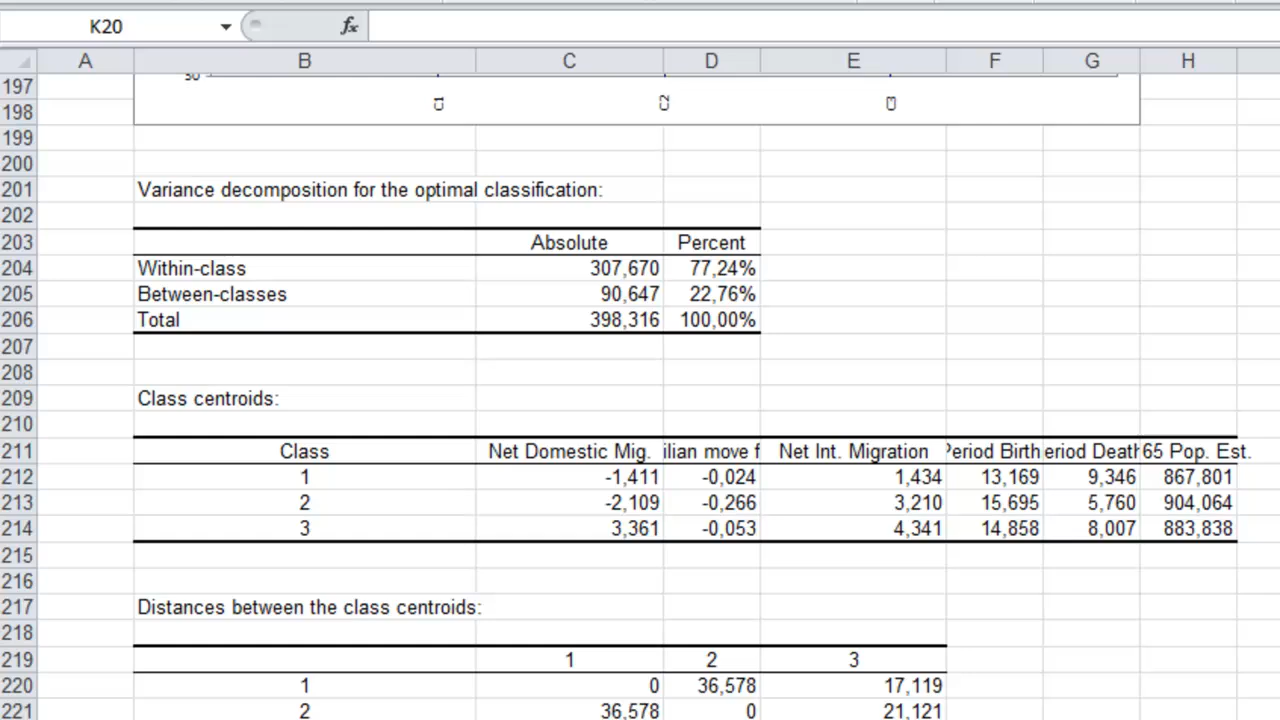 K20 fx
A B C D E F G H
197 50
198 C1 C2 C3
199
200
201 Variance decomposition for the optimal classification:
202
203 Absolute Percent
204 Within-class 307,670 77,24%
205 Between-classes 90,647 22,76%
206 Total 398,316 100,00%
207
208
209 Class centroids:
210
211 Class Net Domestic Mig. ilian move f Net Int. Migration Period Birth eriod Death 65 Pop. Est.
212 1 -1,411 -0,024 1,434 13,169 9,346 867,801
213 2 -2,109 -0,266 3,210 15,695 5,760 904,064
214 3 3,361 -0,053 4,341 14,858 8,007 883,838
215
216
217 Distances between the class centroids:
218
219 1 2 3
220 1 0 36,578 17,119
221 2 36,578 0 21,121